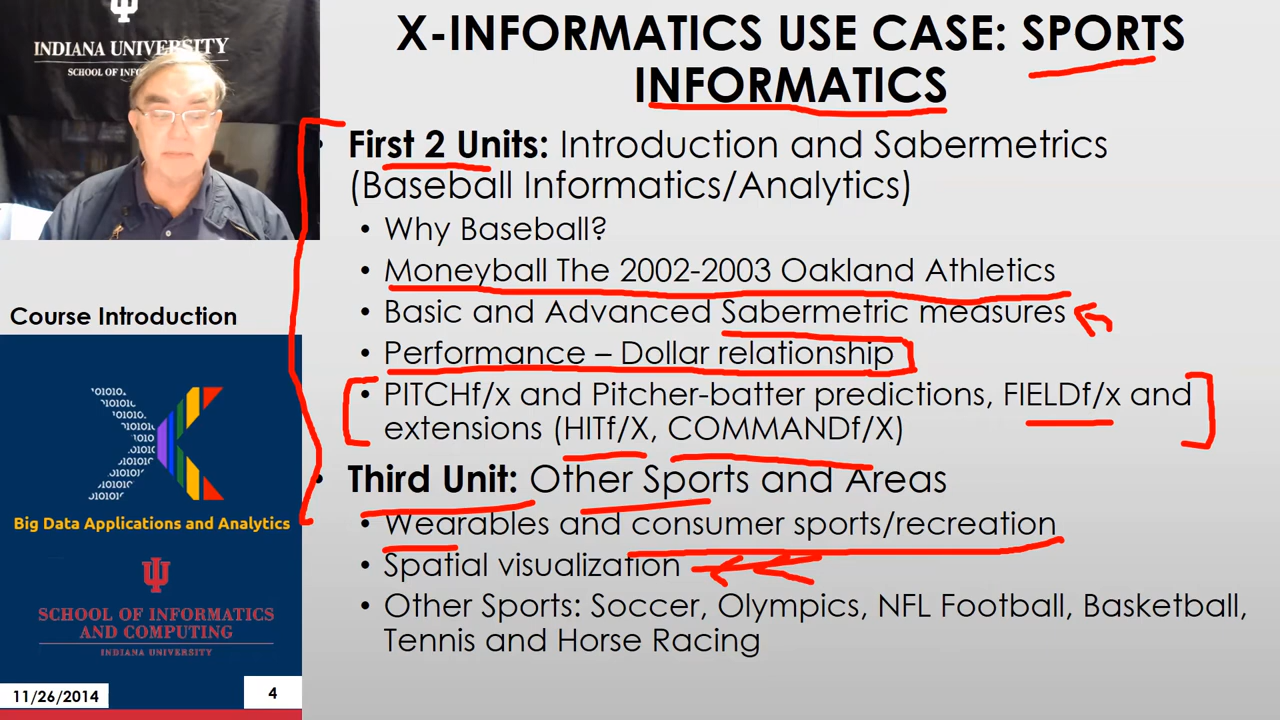 INDIANA UNIVERSITY
SCHOOL OF INFO
X-INFORMATICS USE CASE: SPORTS
INFORMATICS
• First 2 Units: Introduction and Sabermetrics
(Baseball Informatics/Analytics)
• Why Baseball?
• Moneyball The 2002-2003 Oakland Athletics
• Basic and Advanced Sabermetric measures
• Performance – Dollar relationship
• PITCHf/x and Pitcher-batter predictions, FIELDf/x and
extensions (HITf/X, COMMANDf/X)
• Third Unit: Other Sports and Areas
• Wearables and consumer sports/recreation
• Spatial visualization
• Other Sports: Soccer, Olympics, NFL Football, Basketball,
Tennis and Horse Racing
Course Introduction
Big Data Applications and Analytics
SCHOOL OF INFORMATICS
AND COMPUTING
INDIANA UNIVERSITY
11/26/2014
4